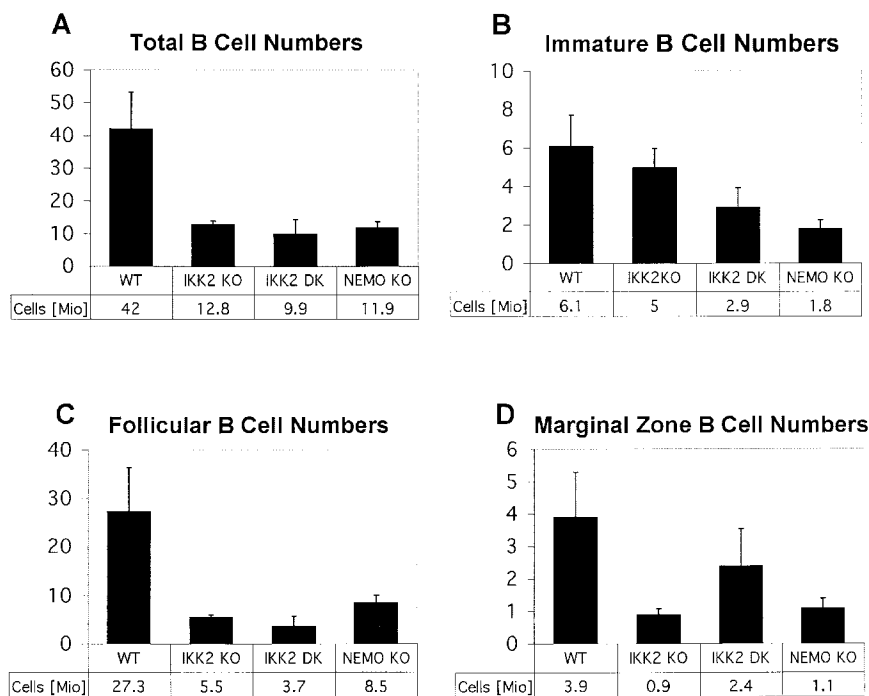 A
Total B Cell Numbers
60
50
40
30
20
10
0
WT IKK2 KO IKK2 DK NEMO KO
Cells [Mio] 42 12.8 9.9 11.9
B
Immature B Cell Numbers
10
8
6
4
2
0
WT IKK2KO IKK2 DK NEMO KO
Cells [Mio] 6.1 5 2.9 1.8
C
Follicular B Cell Numbers
40
30
20
10
0
WT IKK2 KO IKK2 DK NEMO KO
Cells [Mio] 27.3 5.5 3.7 8.5
D
Marginal Zone B Cell Numbers
6
5
4
3
2
1
0
WT IKK2 KO IKK2 DK NEMO KO
Cells [Mio] 3.9 0.9 2.4 1.1